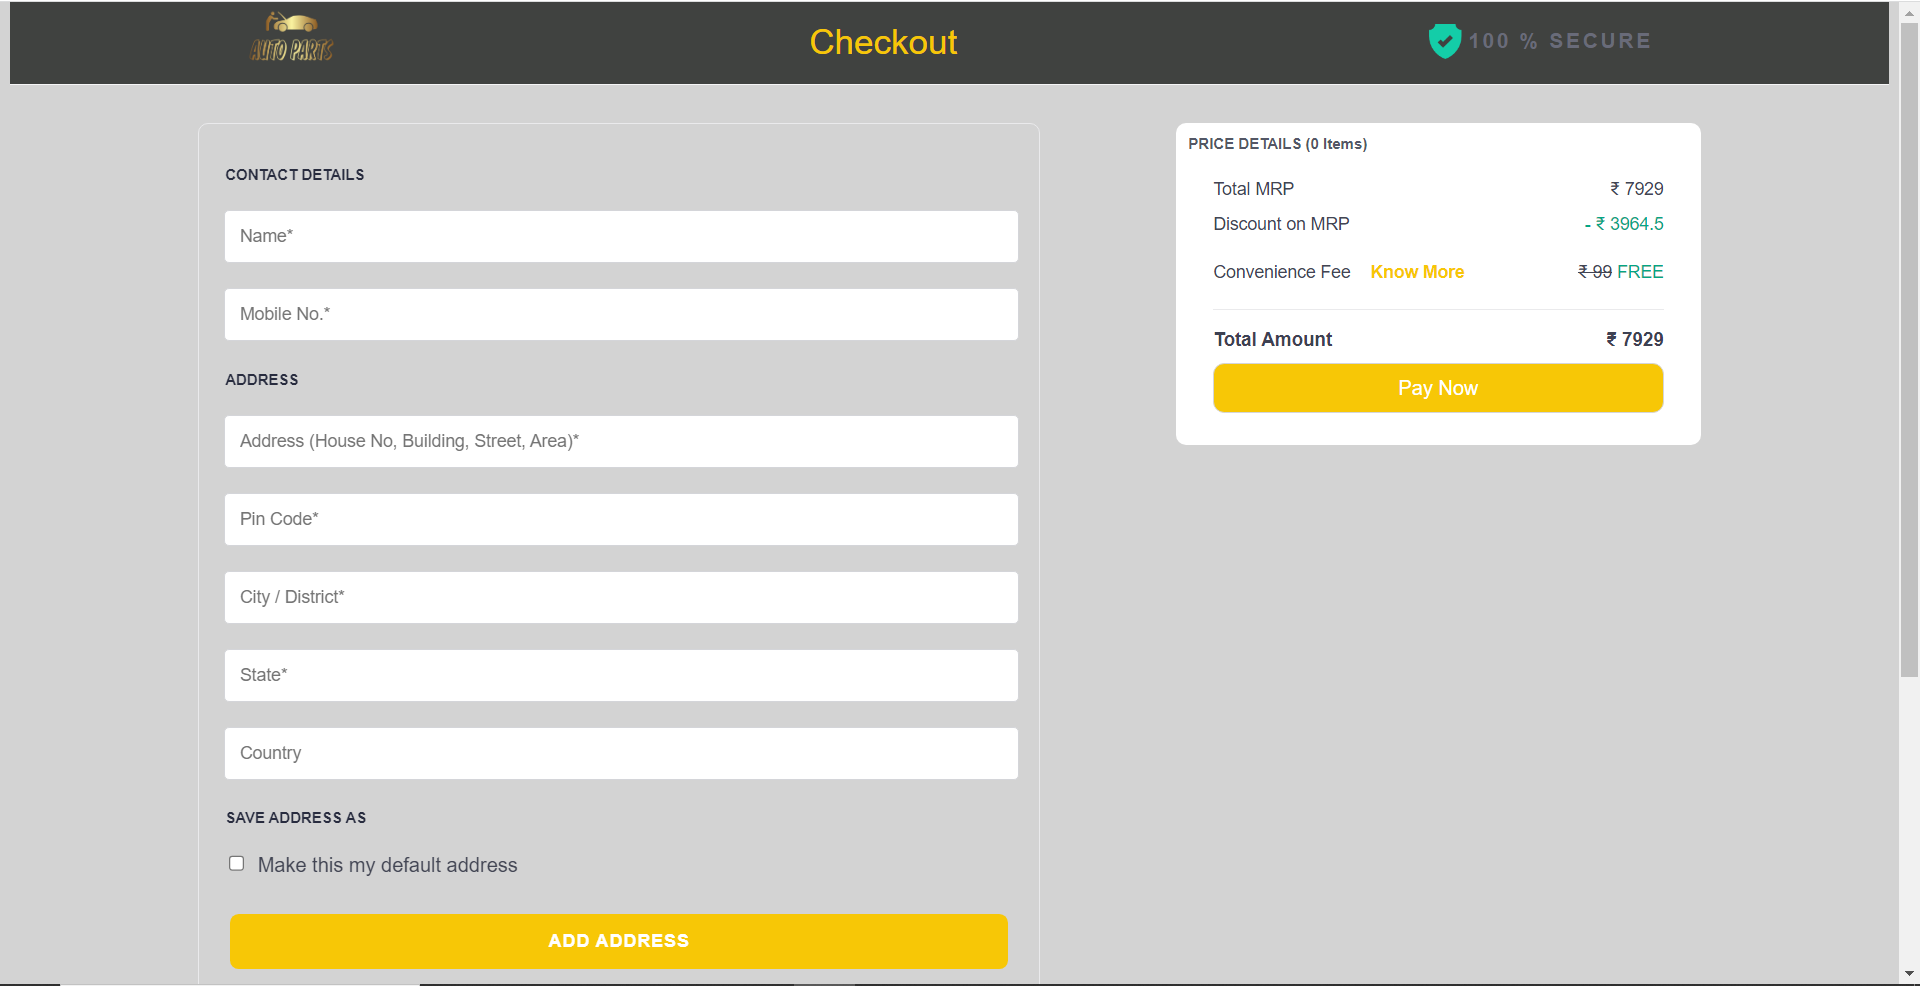 AUTO PARTS
Checkout
100 % SECURE
CONTACT DETAILS
Name*
Mobile No.*
ADDRESS
Address (House No, Building, Street, Area)*
Pin Code*
City / District*
State*
Country
SAVE ADDRESS AS
Make this my default address
ADD ADDRESS
PRICE DETAILS (0 Items)
Total MRP ₹ 7929
Discount on MRP - ₹ 3964.5
Convenience Fee Know More ₹ 99 FREE
Total Amount ₹ 7929
Pay Now